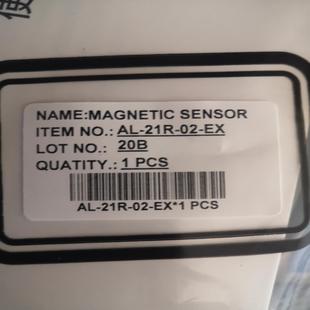 NAME:MAGNETIC SENSOR
ITEM NO.: AL-21R-02-EX
LOT NO.: 20B
QUATITY.: 1 PCS
AL-21R-02-EX*1 PCS